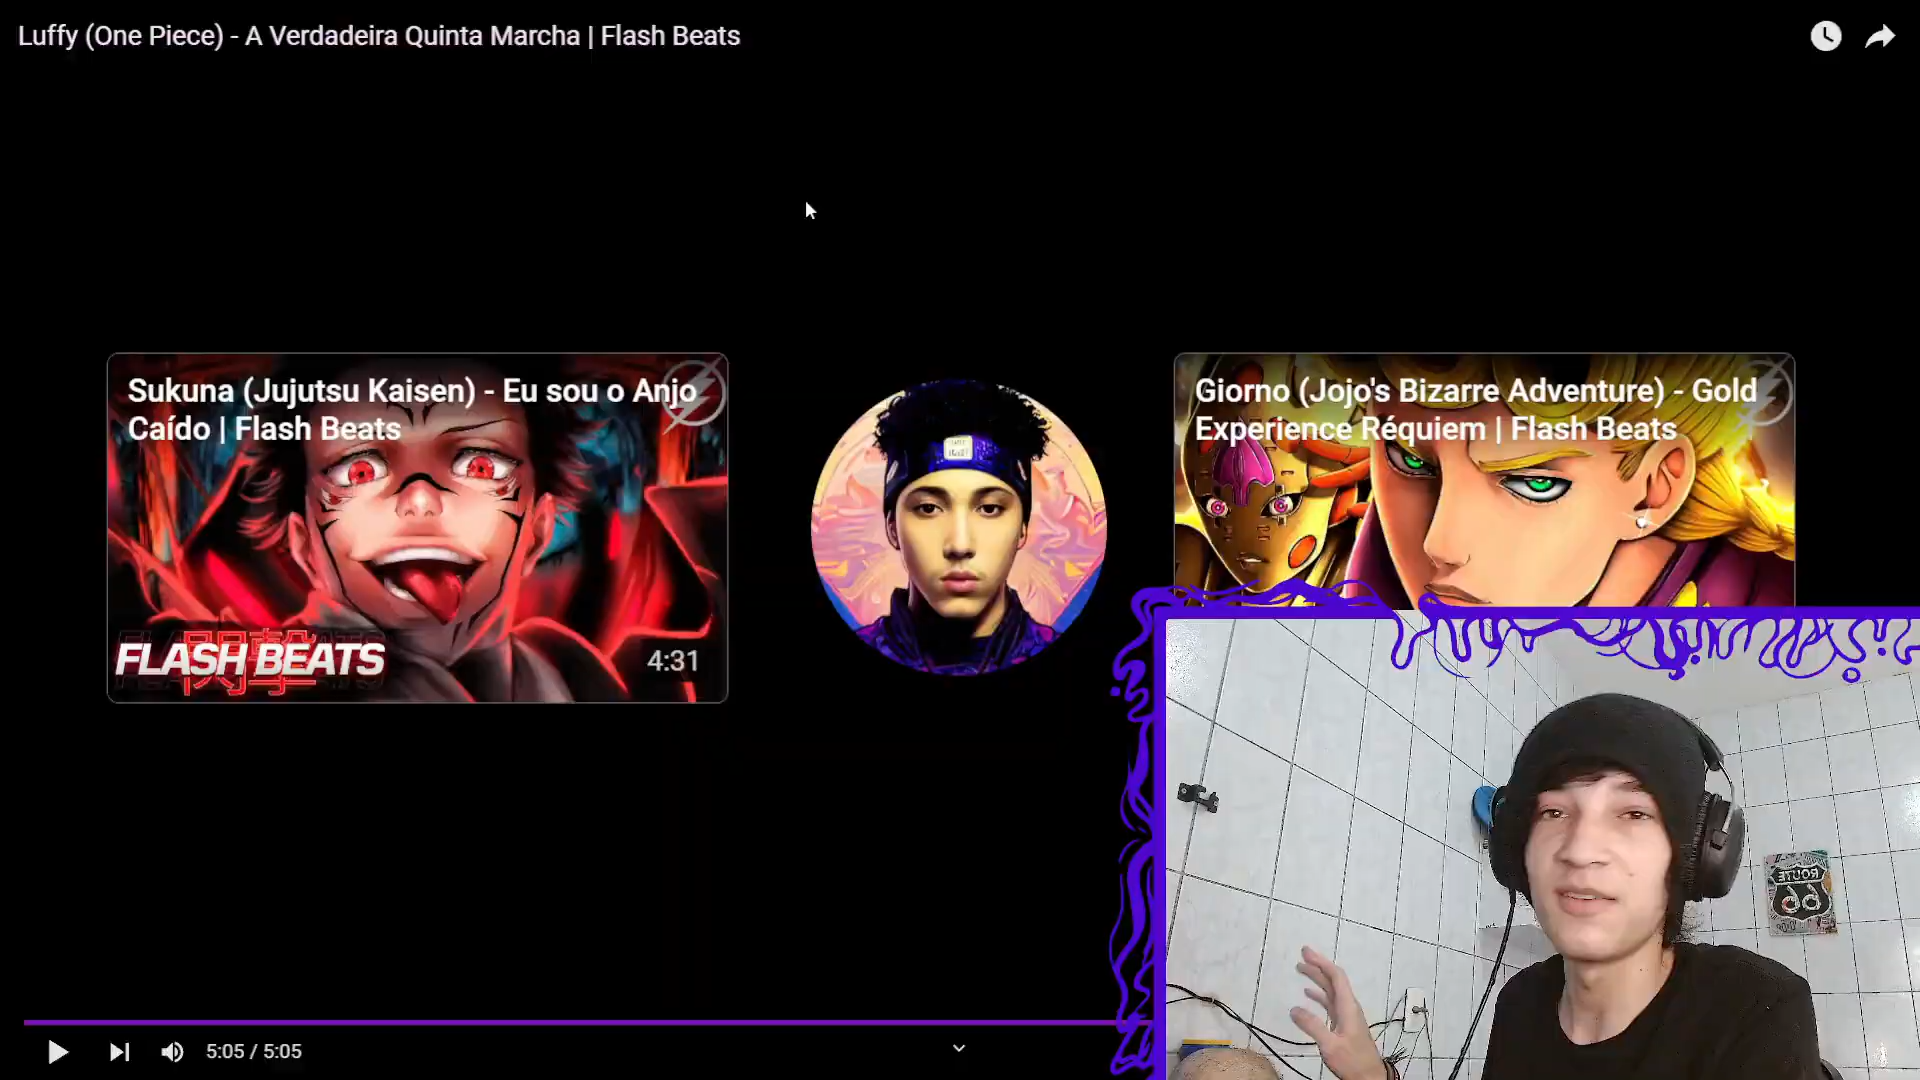 Luffy (One Piece) - A Verdadeira Quinta Marcha | Flash Beats
Sukuna (Jujutsu Kaisen) - Eu sou o Anjo
Caído | Flash Beats
FLASH BEATS
4:31
Giorno (Jojo's Bizarre Adventure) - Gold
Experience Réquiem | Flash Beats
ROUTE
66
5:05 / 5:05